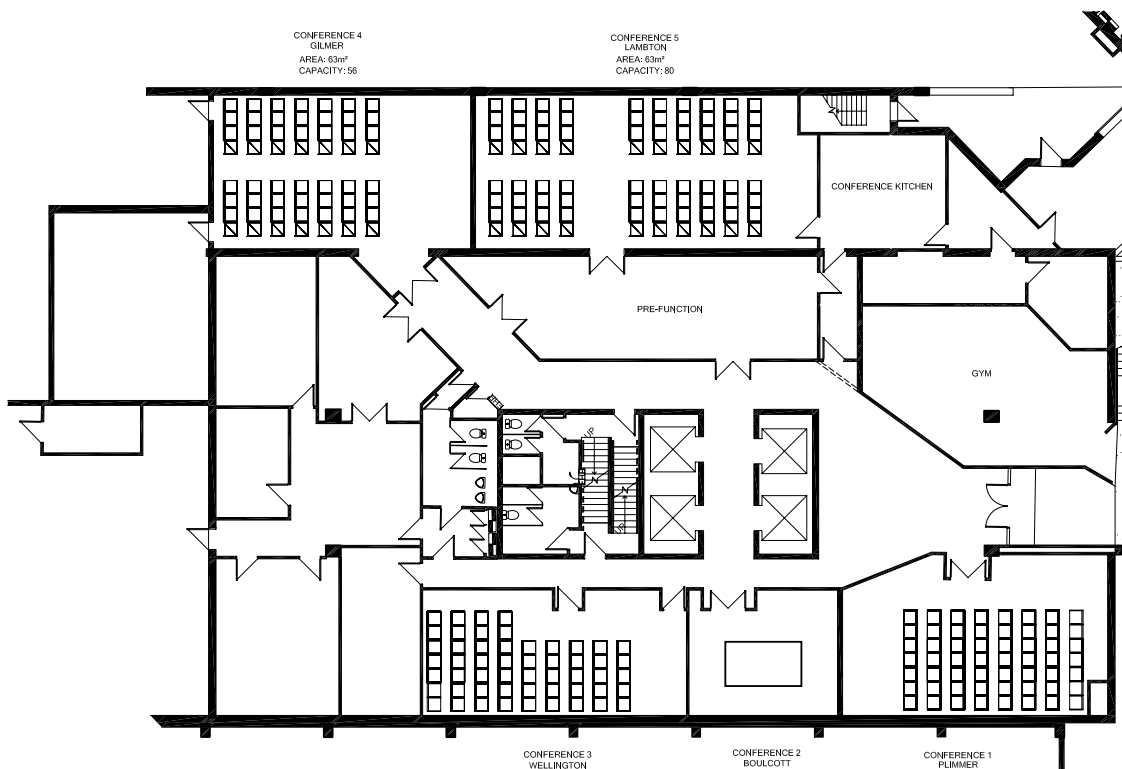 CONFERENCE 4
GILMER
AREA: 63m²
CAPACITY: 56
CONFERENCE 5
LAMBTON
AREA: 63m²
CAPACITY: 80
N
CONFERENCE KITCHEN
PRE-FUNCTION
GYM
UP
N
N
UP
CONFERENCE 3
WELLINGTON
CONFERENCE 2
BOULCOTT
CONFERENCE 1
PLIMMER